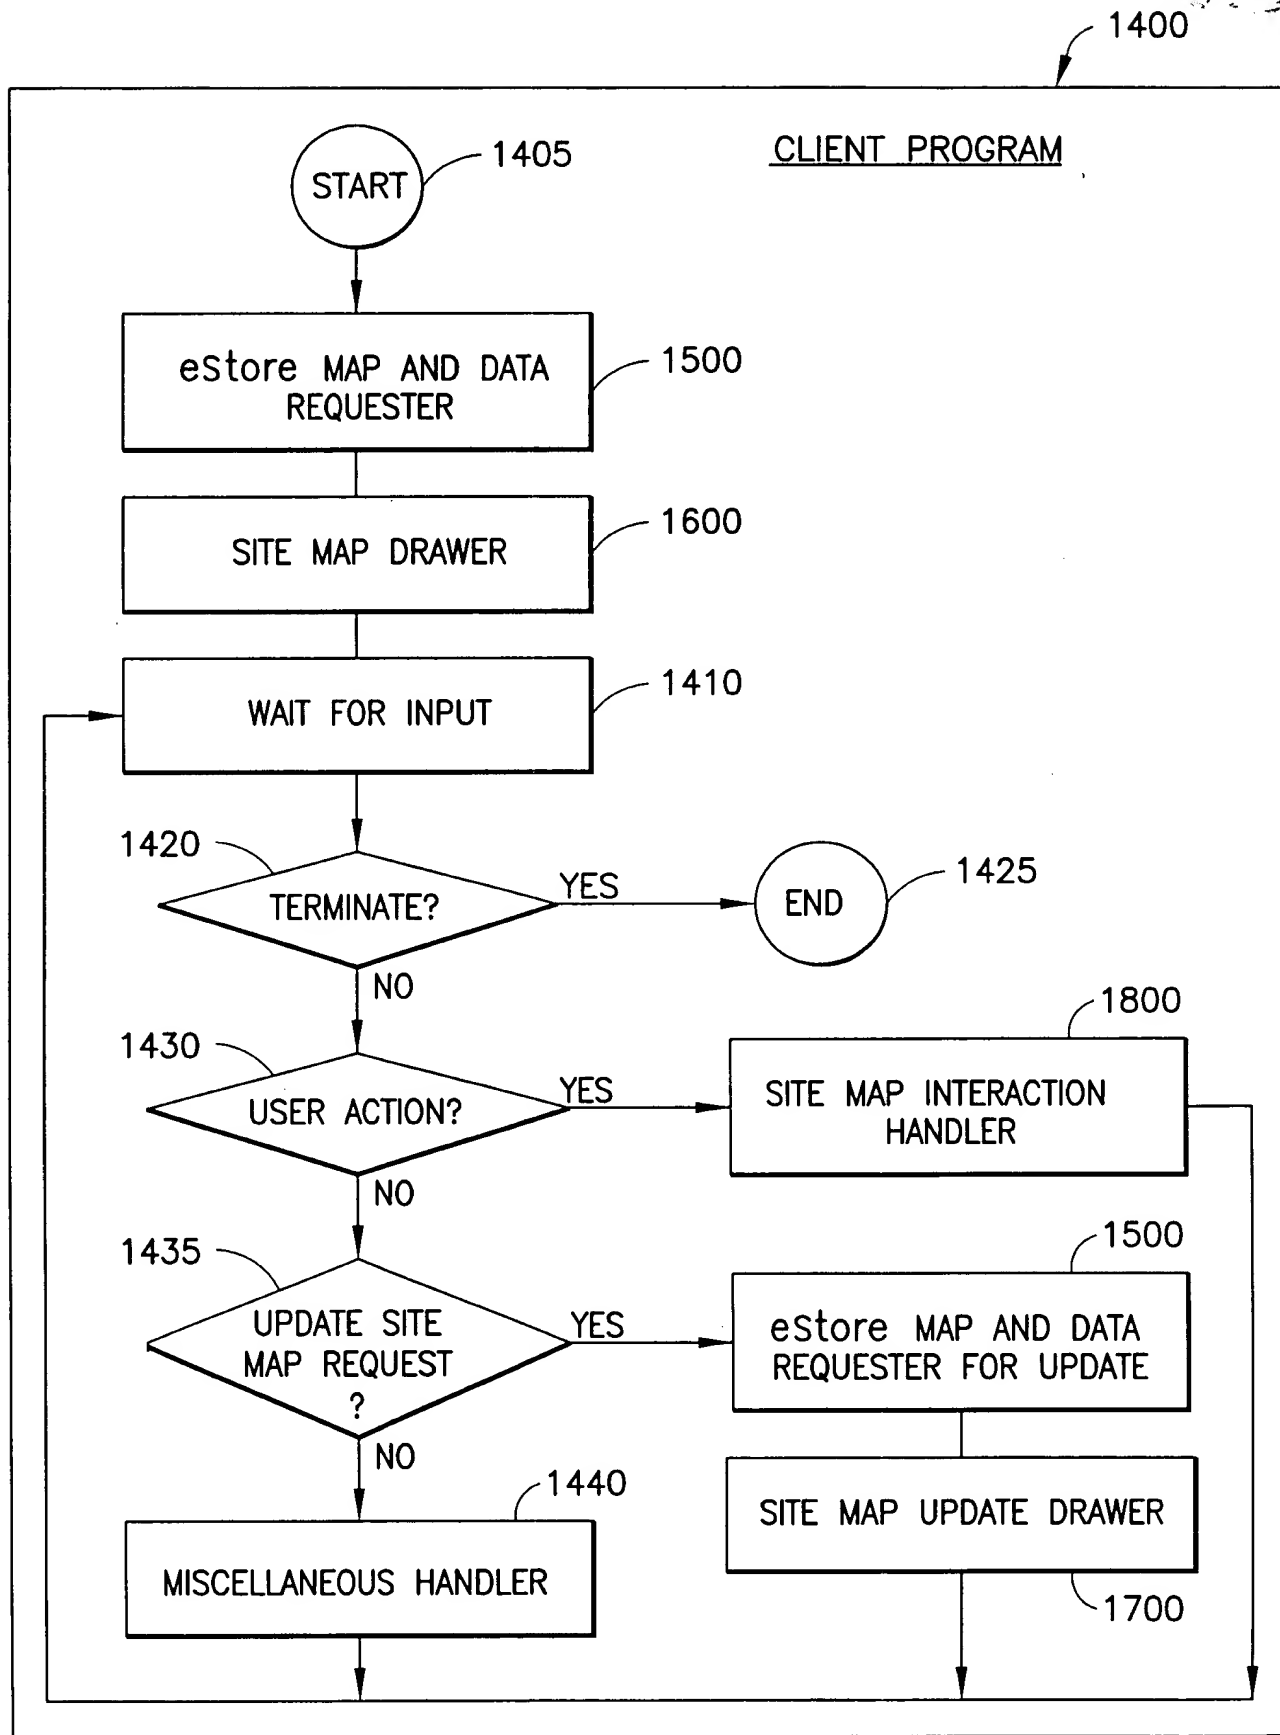 1400
CLIENT PROGRAM
START
1405
eStore MAP AND DATA
REQUESTER
1500
SITE MAP DRAWER
1600
WAIT FOR INPUT
1410
1420
TERMINATE?
YES
END
1425
NO
1430
USER ACTION?
YES
1800
SITE MAP INTERACTION
HANDLER
NO
1435
UPDATE SITE
MAP REQUEST
?
YES
1500
eStore MAP AND DATA
REQUESTER FOR UPDATE
NO
1440
MISCELLANEOUS HANDLER
SITE MAP UPDATE DRAWER
1700